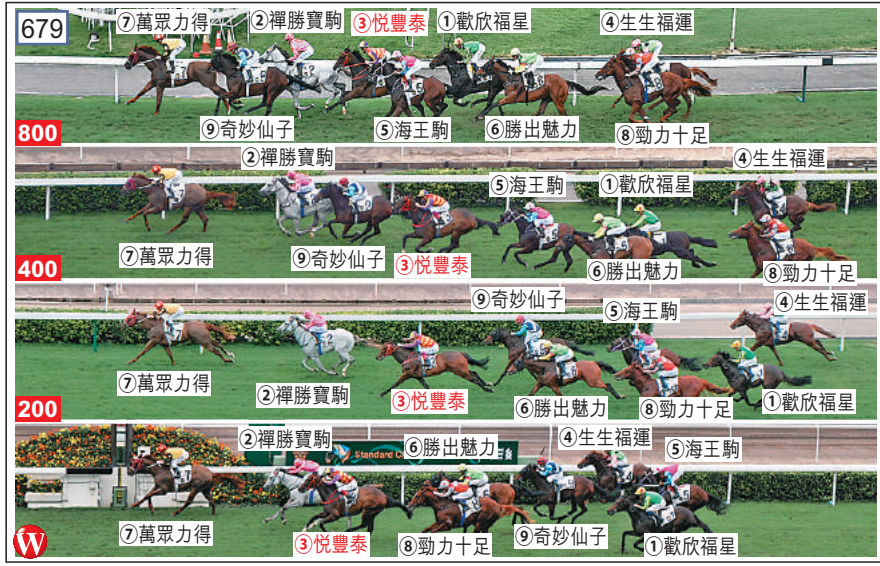 679
⑦萬眾力得 ②禪勝寶駒 ③悦豐泰 ①歡欣福星 ④生生福運
⑨奇妙仙子 ⑤海王駒 ⑥勝出魅力 ⑧勁力十足
800
②禪勝寶駒 ⑤海王駒 ①歡欣福星 ④生生福運
⑦萬眾力得 ⑨奇妙仙子 ③悦豐泰 ⑥勝出魅力 ⑧勁力十足
400
⑨奇妙仙子 ⑤海王駒 ④生生福運
⑦萬眾力得 ②禪勝寶駒 ③悦豐泰 ⑥勝出魅力 ⑧勁力十足 ①歡欣福星
200
②禪勝寶駒 ⑥勝出魅力 ④生生福運 ⑤海王駒
Standard C
⑦萬眾力得 ③悦豐泰 ⑧勁力十足 ⑨奇妙仙子 ①歡欣福星
W